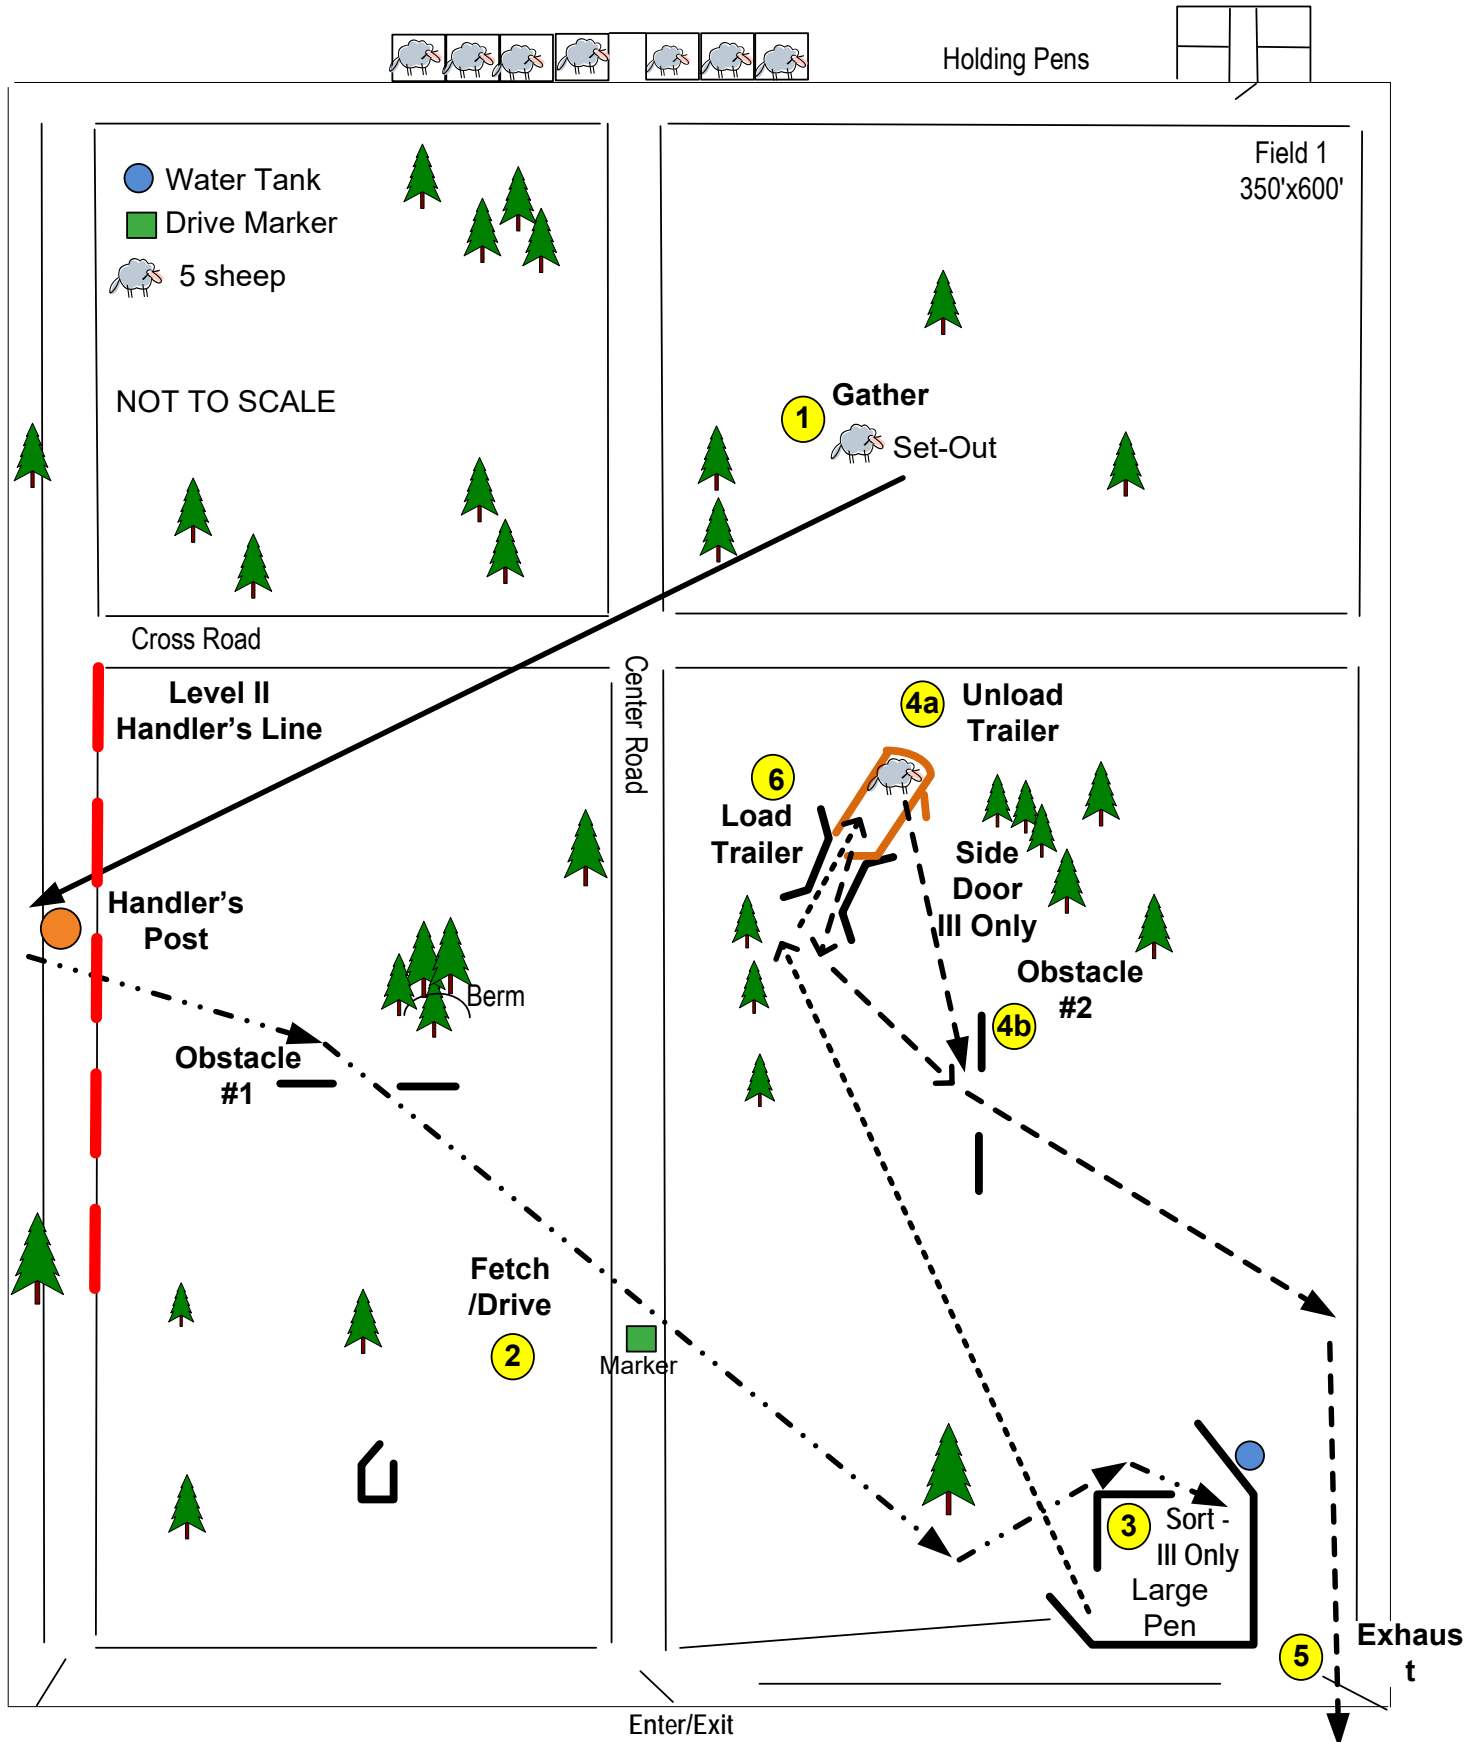 Holding Pens
Field 1
350'x600'
Water Tank
Drive Marker
5 sheep
NOT TO SCALE
1
Gather
Set-Out
Cross Road
Level II
Handler's Line
Center Road
4a
Unload
Trailer
6
Load
Trailer
Side
Door
III Only
Handler's
Post
Berm
Obstacle
#2
4b
Obstacle
#1
Fetch
/Drive
2
Marker
3
Sort -
III Only
Large
Pen
5
Exhaus
t
Enter/Exit